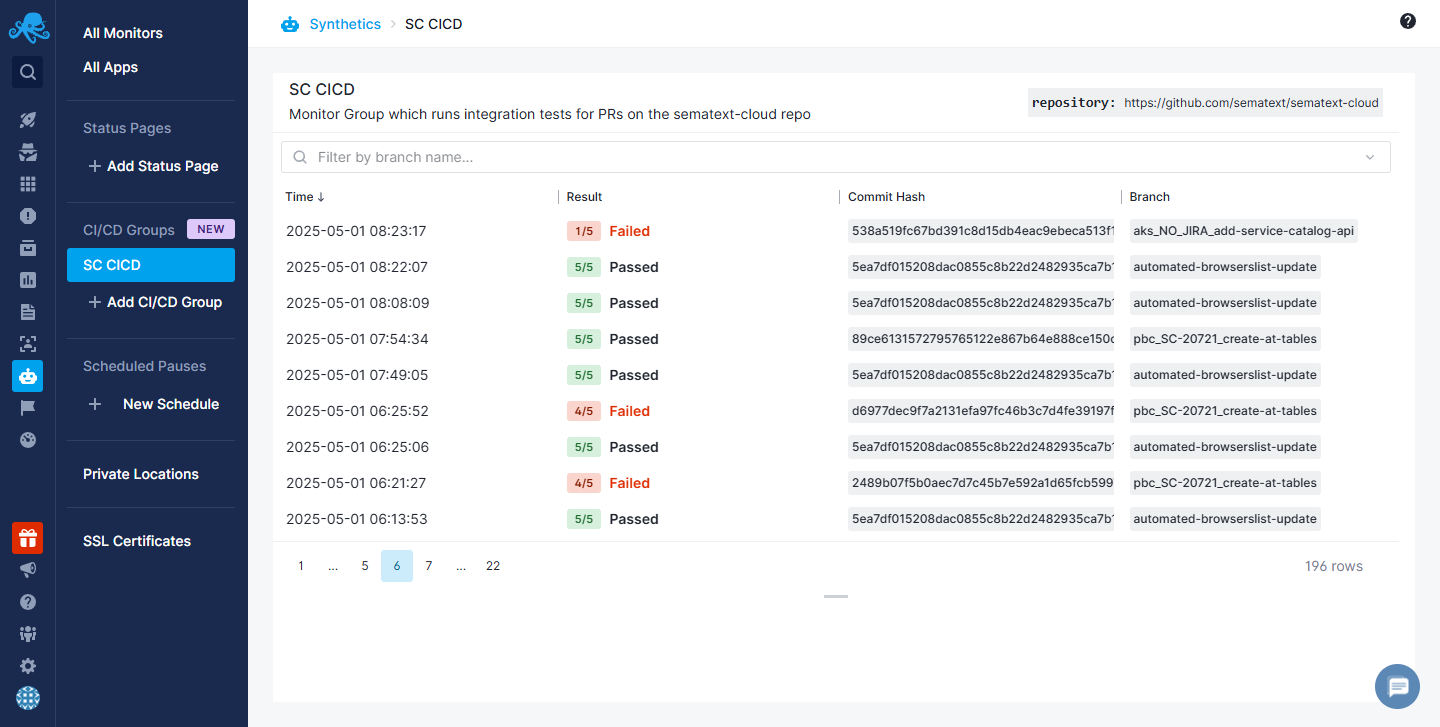 All Monitors
All Apps
Status Pages
Add Status Page
CI/CD Groups NEW
SC CICD
Add CI/CD Group
Scheduled Pauses
New Schedule
Private Locations
SSL Certificates
Synthetics > SC CICD
SC CICD
Monitor Group which runs integration tests for PRs on the sematext-cloud repo
repository: https://github.com/sematext/sematext-cloud
Filter by branch name...
Time ↓ Result Commit Hash Branch
2025-05-01 08:23:17 1/5 Failed 538a519fc67bd391c8d15db4eac9ebeca513f1 aks_NO_JIRA_add-service-catalog-api
2025-05-01 08:22:07 5/5 Passed 5ea7df015208dac0855c8b22d2482935ca7b1 automated-browserslist-update
2025-05-01 08:08:09 5/5 Passed 5ea7df015208dac0855c8b22d2482935ca7b1 automated-browserslist-update
2025-05-01 07:54:34 5/5 Passed 89ce6131572795765122e867b64e888ce150c pbc_SC-20721_create-at-tables
2025-05-01 07:49:05 5/5 Passed 5ea7df015208dac0855c8b22d2482935ca7b1 automated-browserslist-update
2025-05-01 06:25:52 4/5 Failed d6977dec9f7a2131efa97fc46b3c7d4fe39197f pbc_SC-20721_create-at-tables
2025-05-01 06:25:06 5/5 Passed 5ea7df015208dac0855c8b22d2482935ca7b1 automated-browserslist-update
2025-05-01 06:21:27 4/5 Failed 2489b07f5b0aec7d7c45b7e592a1d65fcb599 pbc_SC-20721_create-at-tables
2025-05-01 06:13:53 5/5 Passed 5ea7df015208dac0855c8b22d2482935ca7b1 automated-browserslist-update
1 ... 5 6 7 ... 22 196 rows